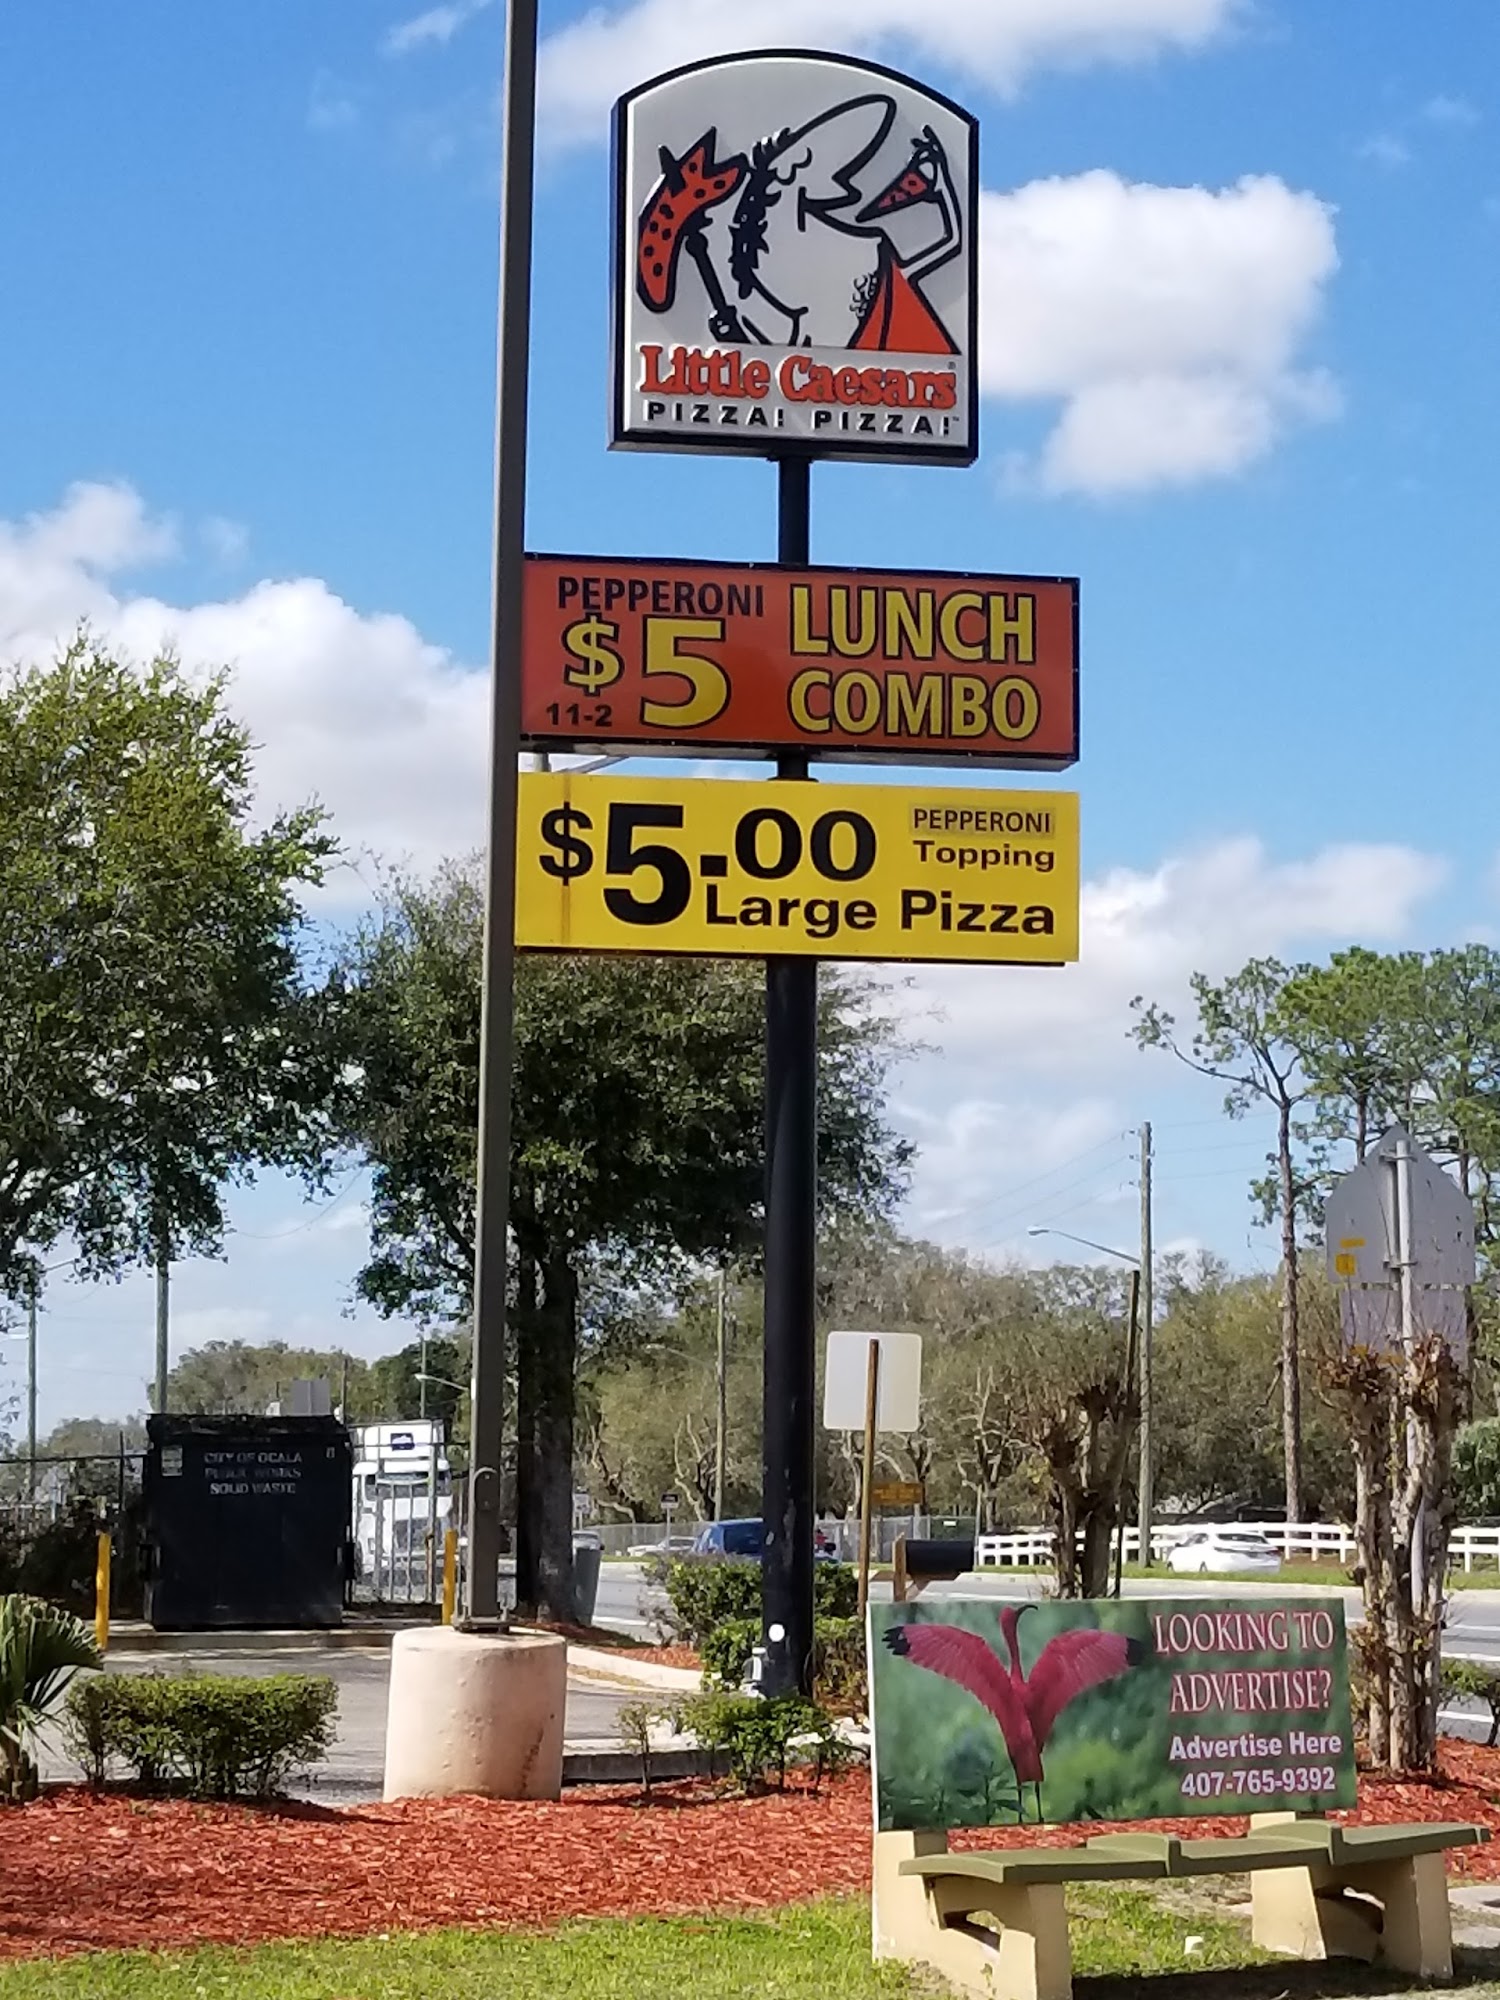 Little Caesars
PIZZA! PIZZA!
PEPPERONI
$5
11-2
LUNCH
COMBO
$5.00
PEPPERONI
Topping
Large Pizza
CITY OF OCALA
PUBLIC WORKS
SOLID WASTE
LOOKING TO
ADVERTISE?
Advertise Here
407-765-9392